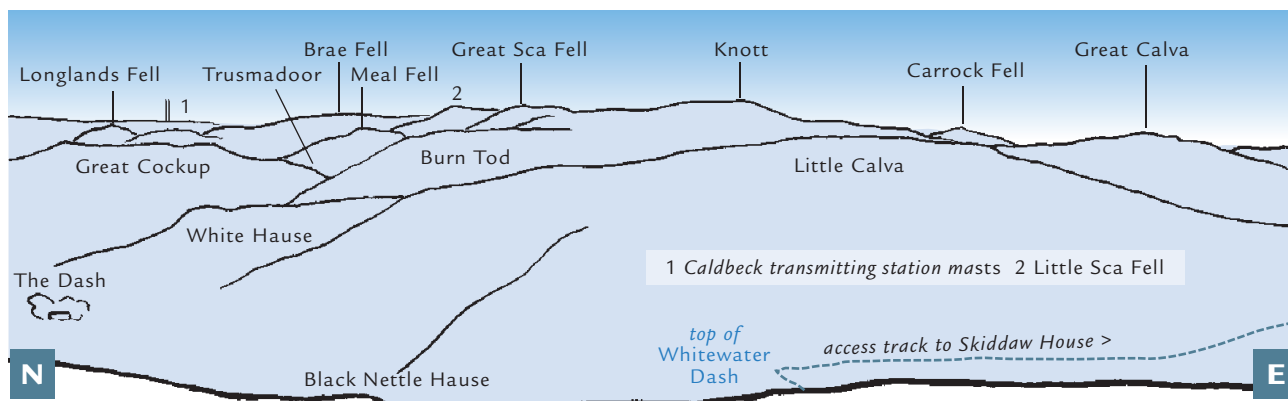 Brae Fell
Great Sca Fell
Knott
Great Calva
Longlands Fell
Trusmadoor
Meal Fell
Carrock Fell
1
2
Great Cockup
Burn Tod
Little Calva
White Hause
1 Caldbeck transmitting station masts 2 Little Sca Fell
The Dash
top of
Whitewater
Dash
access track to Skiddaw House >
Black Nettle Hause
N
E